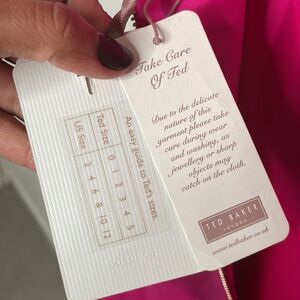 Take Care
Of Ted
Due to the delicate
nature of this
garment please take
care during wear
and washing, as
jewellery or sharp
objects may
catch on the cloth.
TED BAKER
LONDON
www.tedbaker.co.uk
An easy guide to Ted's sizes.
Ted Size 0 1 2 3 4 5
US Size 2 4 6 8 10 12